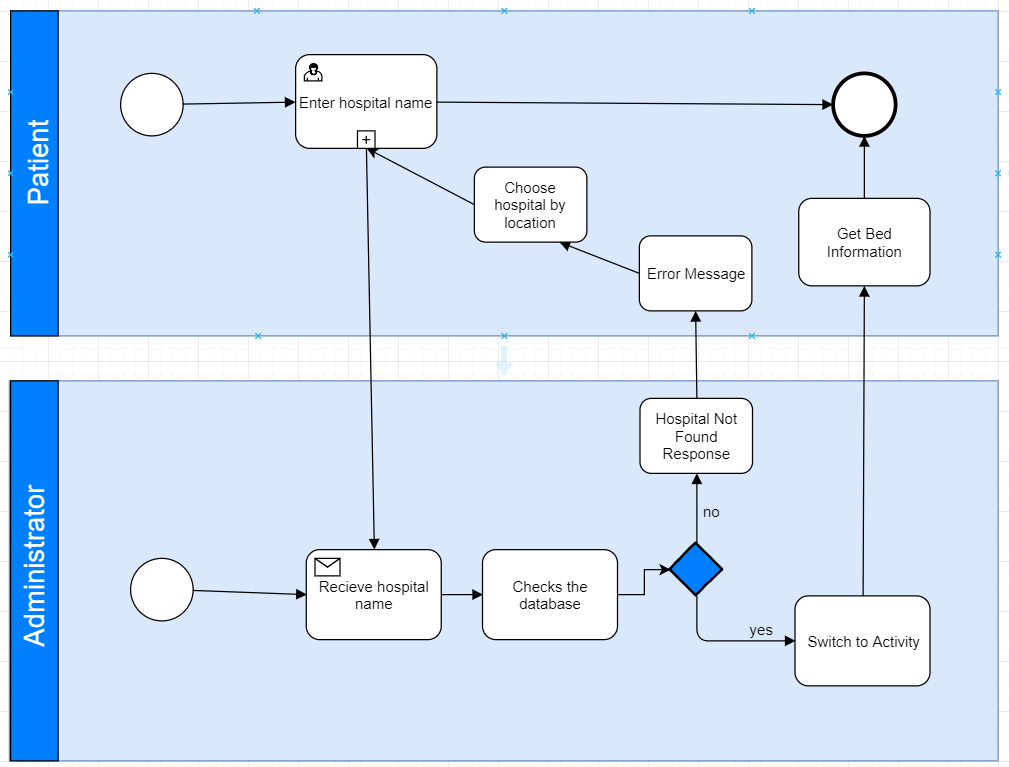 Patient
Enter hospital name
Choose
hospital by
location
Error Message
Get Bed
Information
Administrator
Hospital Not
Found
Response
no
Recieve hospital
name
Checks the
database
yes
Switch to Activity